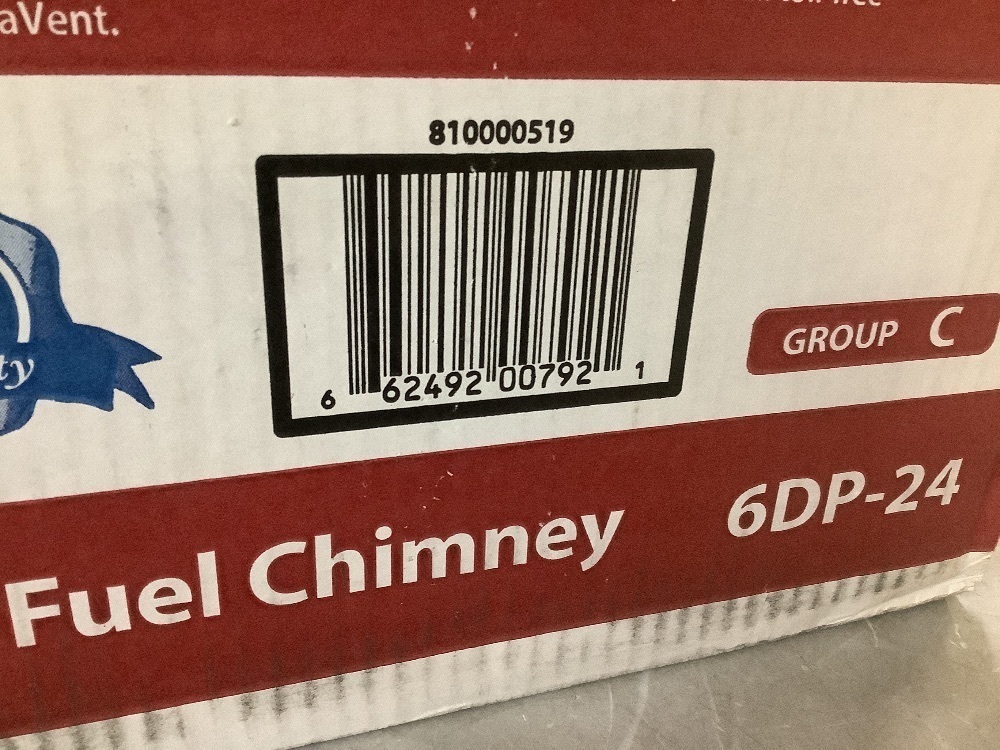 aVent.
810000519
6 62492 00792 1
GROUP C
ty
Fuel Chimney 6DP-24